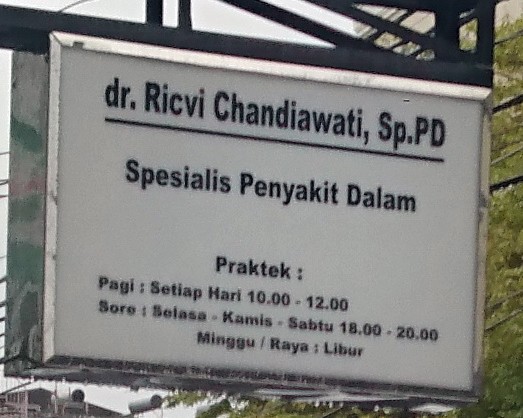 dr. Ricvi Chandiawati, Sp.PD
Spesialis Penyakit Dalam
Praktek :
Pagi : Setiap Hari 10.00 - 12.00
Sore : Selasa - Kamis - Sabtu 18.00 - 20.00
Minggu / Raya : Libur